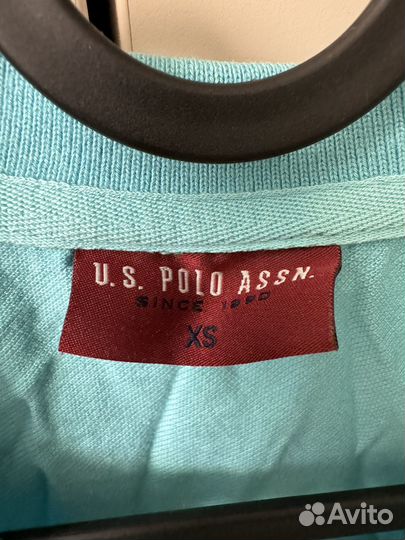 U.S. POLO ASSN.
SINCE 1890
XS
Avito